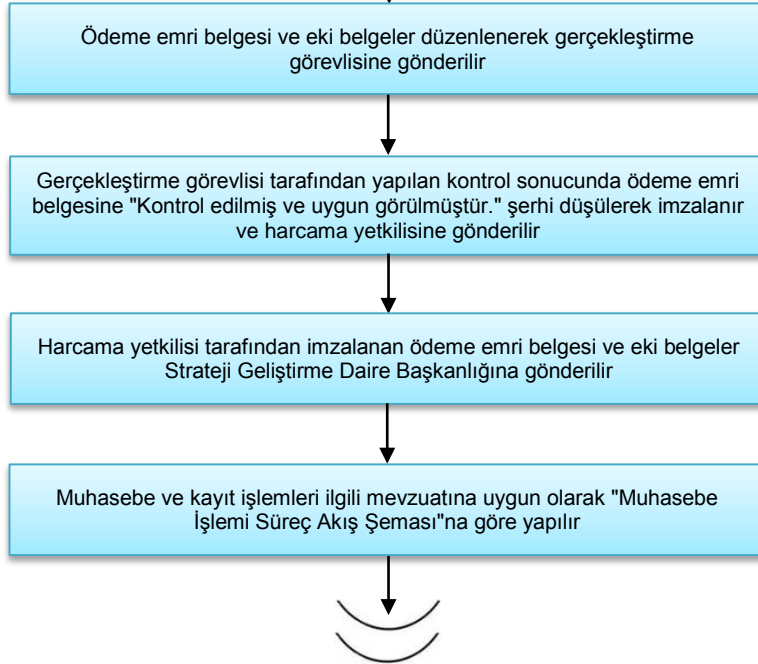 Ödeme emri belgesi ve eki belgeler düzenlenerek gerçekleştirme
görevlisine gönderilir
Gerçekleştirme görevlisi tarafından yapılan kontrol sonucunda ödeme emri
belgesine "Kontrol edilmiş ve uygun görülmüştür." şerhi düşülerek imzalanır
ve harcama yetkilisine gönderilir
Harcama yetkilisi tarafından imzalanan ödeme emri belgesi ve eki belgeler
Strateji Geliştirme Daire Başkanlığına gönderilir
Muhasebe ve kayıt işlemleri ilgili mevzuatına uygun olarak "Muhasebe
İşlemi Süreç Akış Şeması"na göre yapılır